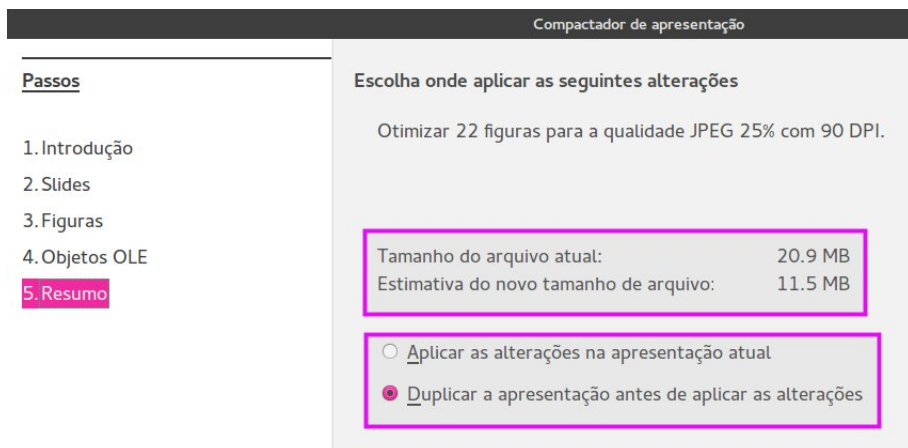 Compactador de apresentação
Passos
1. Introdução
2. Slides
3. Figuras
4. Objetos OLE
5. Resumo
Escolha onde aplicar as seguintes alterações
Otimizar 22 figuras para a qualidade JPEG 25% com 90 DPI.
Tamanho do arquivo atual: 20.9 MB
Estimativa do novo tamanho de arquivo: 11.5 MB
Aplicar as alterações na apresentação atual
Duplicar a apresentação antes de aplicar as alterações